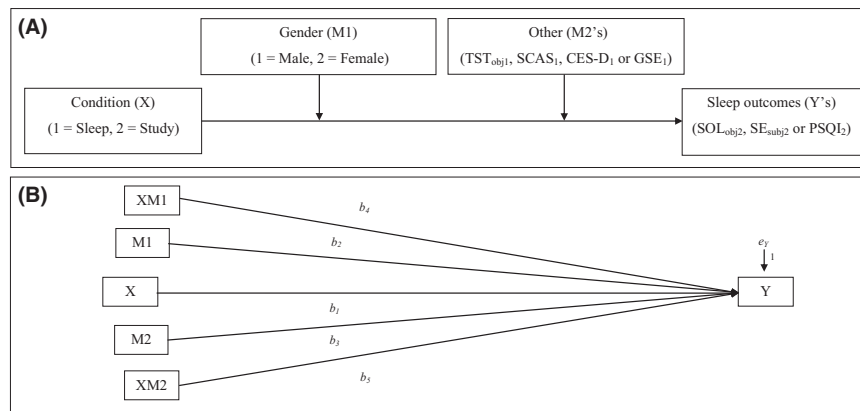 (A)
Gender (M1)
(1 = Male, 2 = Female)
Other (M2's)
(TSTobj1, SCAS1, CES-D1 or GSE1)
Condition (X)
(1 = Sleep, 2 = Study)
Sleep outcomes (Y's)
(SOLobj2, SEsubj2 or PSQI2)
(B)
XM1
b4
M1
b2
eY
1
X
Y
b1
M2
b3
XM2
b5